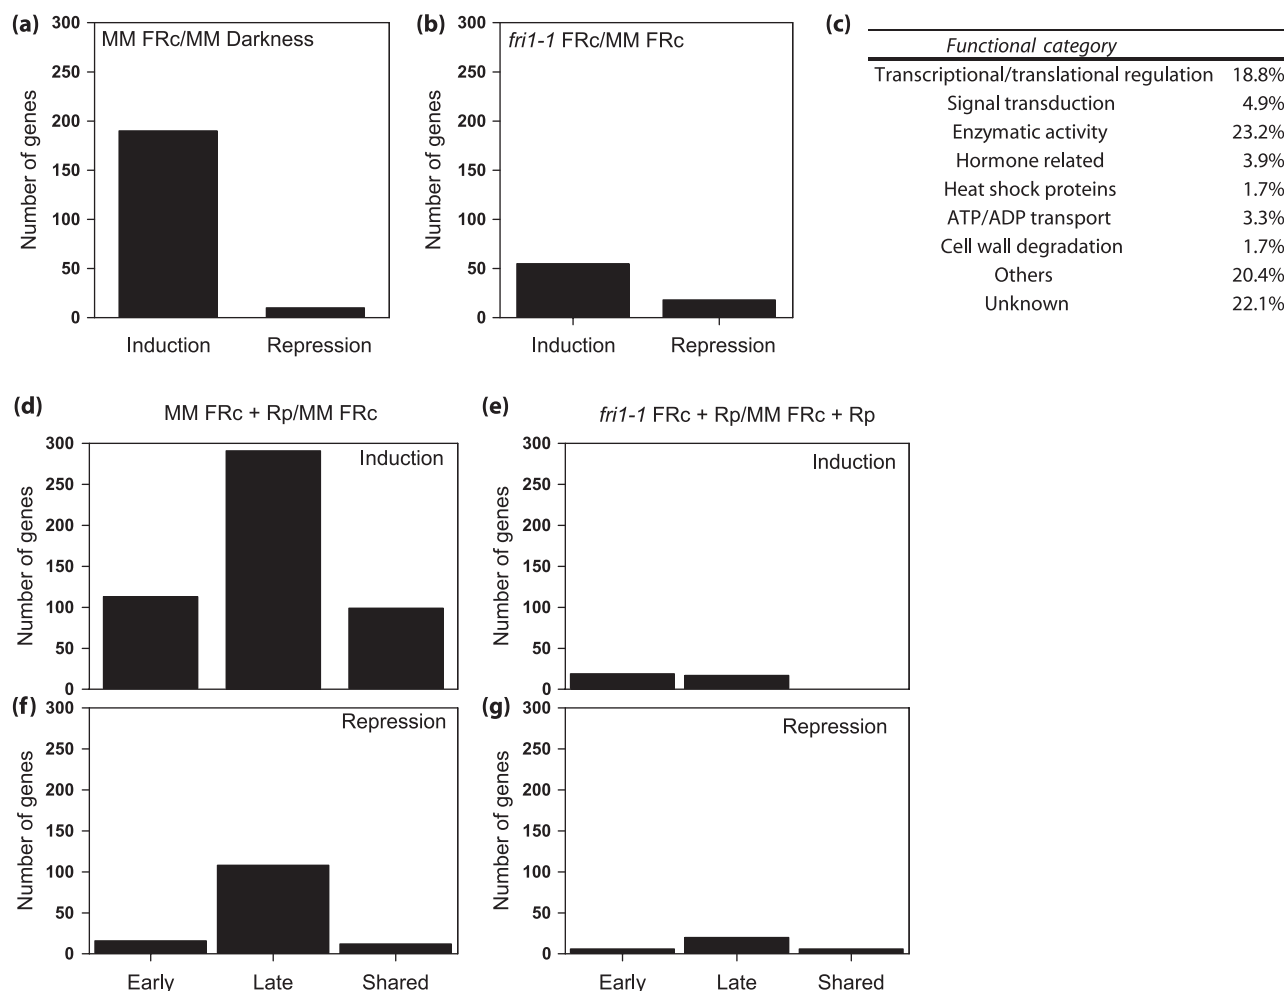 (a)
MM FRc/MM Darkness
Number of genes
300
250
200
150
100
50
0
Induction Repression
(b)
fri1-1 FRc/MM FRc
Number of genes
300
250
200
150
100
50
0
Induction Repression
(c)
Functional category
Transcriptional/translational regulation 18.8%
Signal transduction 4.9%
Enzymatic activity 23.2%
Hormone related 3.9%
Heat shock proteins 1.7%
ATP/ADP transport 3.3%
Cell wall degradation 1.7%
Others 20.4%
Unknown 22.1%
(d)
MM FRc + Rp/MM FRc
Induction
Number of genes
300
250
200
150
100
50
0
(e)
fri1-1 FRc + Rp/MM FRc + Rp
Induction
Number of genes
300
250
200
150
100
50
0
(f)
Repression
Number of genes
300
250
200
150
100
50
0
Early Late Shared
(g)
Repression
Number of genes
300
250
200
150
100
50
0
Early Late Shared